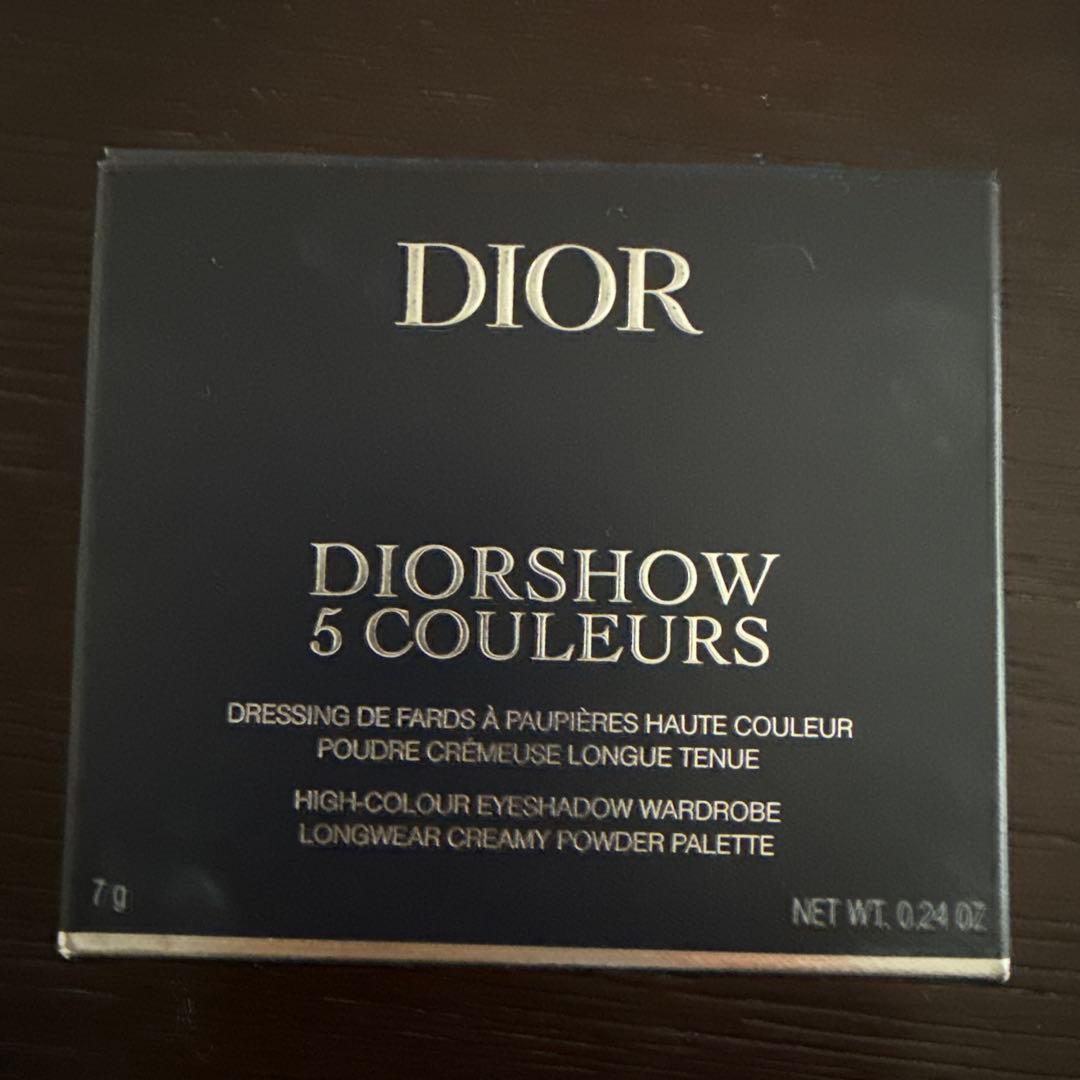 DIOR
DIORSHOW
5 COULEURS
DRESSING DE FARDS À PAUPIÈRES HAUTE COULEUR
POUDRE CRÉMEUSE LONGUE TENUE
HIGH-COLOUR EYESHADOW WARDROBE
LONGWEAR CREAMY POWDER PALETTE
7 g
NET WT. 0.24 OZ